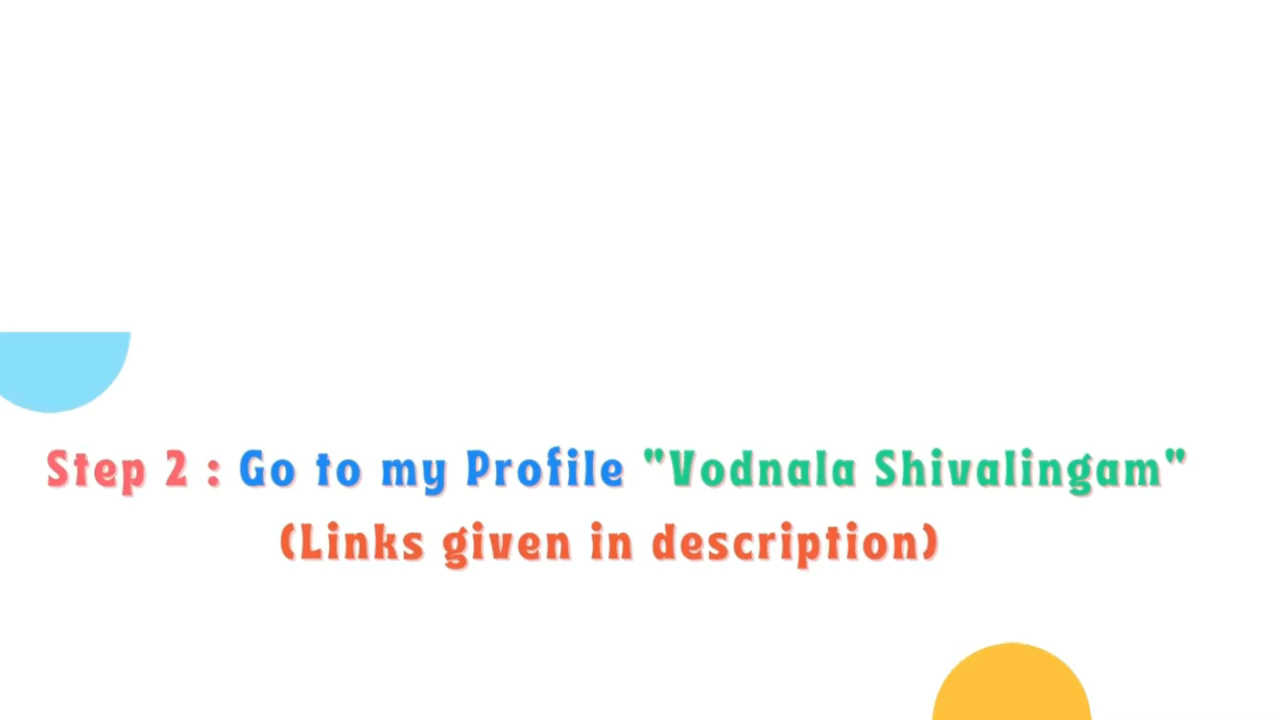 Step 2 : Go to my Profile "Vodnala Shivalingam"
(Links given in description)